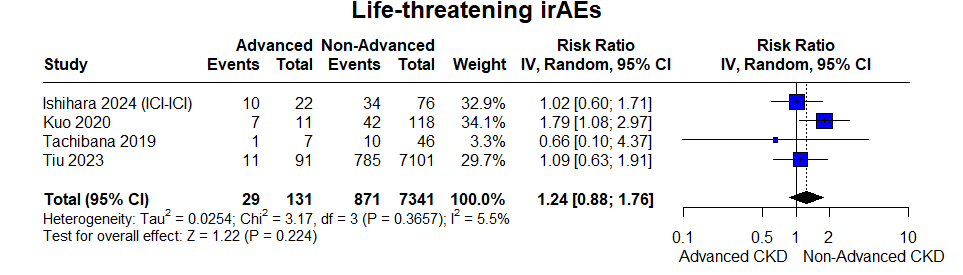 Life-threatening irAEs
Advanced Non-Advanced Risk Ratio Risk Ratio
Study Events Total Events Total Weight IV, Random, 95% CI IV, Random, 95% CI
Ishihara 2024 (ICI-ICI) 10 22 34 76 32.9% 1.02 [0.60; 1.71]
Kuo 2020 7 11 42 118 34.1% 1.79 [1.08; 2.97]
Tachibana 2019 1 7 10 46 3.3% 0.66 [0.10; 4.37]
Tiu 2023 11 91 785 7101 29.7% 1.09 [0.63; 1.91]
Total (95% CI) 29 131 871 7341 100.0% 1.24 [0.88; 1.76]
Heterogeneity: Tau² = 0.0254; Chi² = 3.17, df = 3 (P = 0.3657); I² = 5.5%
Test for overall effect: Z = 1.22 (P = 0.224)
0.1 0.5 1 2 10
Advanced CKD Non-Advanced CKD